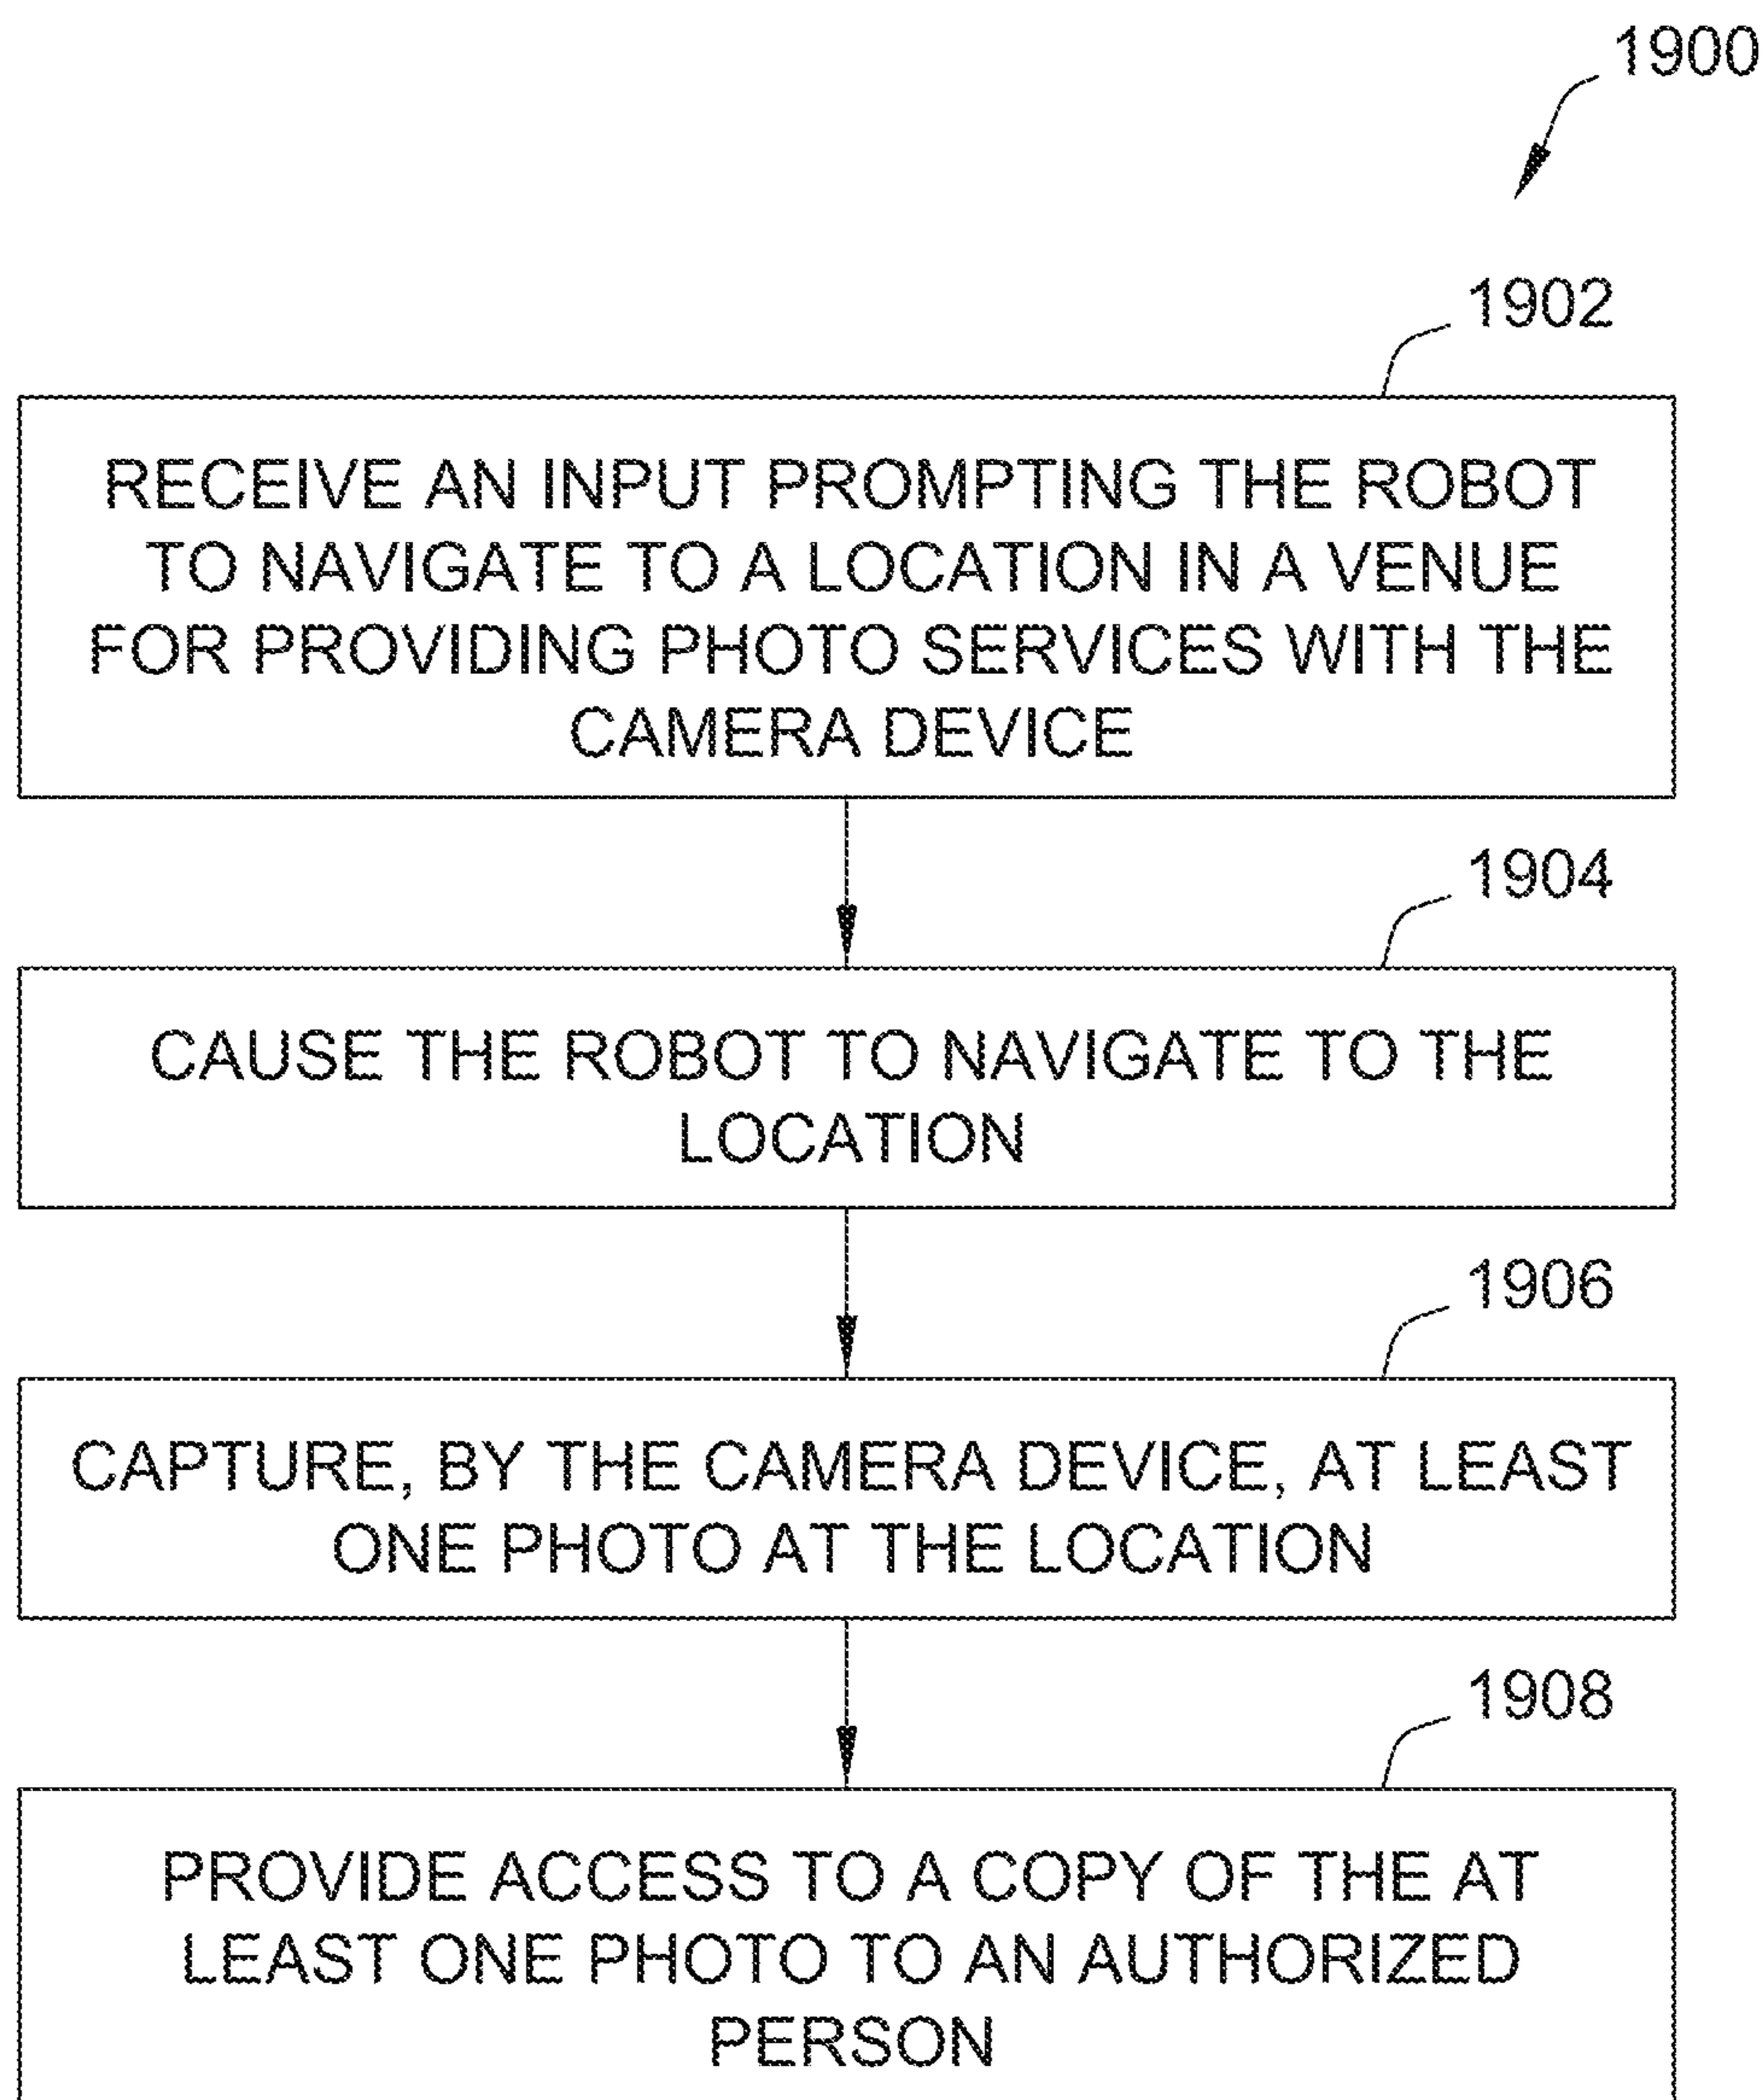 1900
1902
RECEIVE AN INPUT PROMPTING THE ROBOT
TO NAVIGATE TO A LOCATION IN A VENUE
FOR PROVIDING PHOTO SERVICES WITH THE
CAMERA DEVICE
1904
CAUSE THE ROBOT TO NAVIGATE TO THE
LOCATION
1906
CAPTURE, BY THE CAMERA DEVICE, AT LEAST
ONE PHOTO AT THE LOCATION
1908
PROVIDE ACCESS TO A COPY OF THE AT
LEAST ONE PHOTO TO AN AUTHORIZED
PERSON